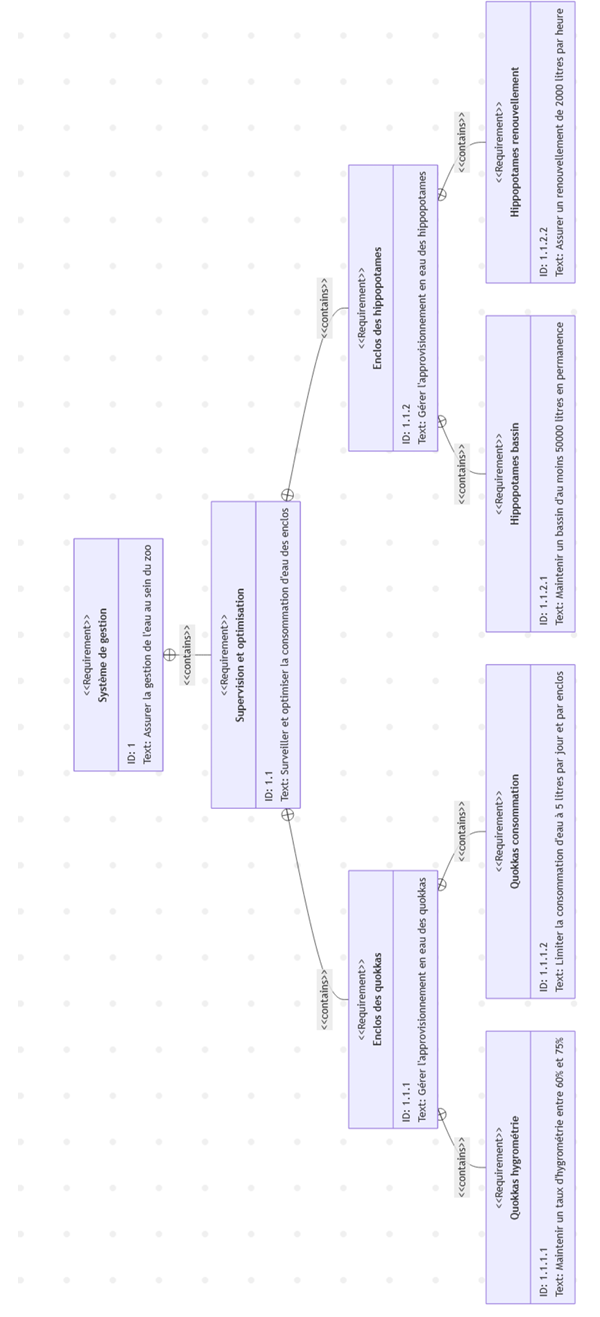 <<Requirement>>
Système de gestion
ID: 1
Text: Assurer la gestion de l'eau au sein du zoo
<<contains>>
<<Requirement>>
Supervision et optimisation
ID: 1.1
Text: Surveiller et optimiser la consommation d'eau des enclos
<<contains>>
<<contains>>
<<Requirement>>
Enclos des quokkas
ID: 1.1.1
Text: Gérer l'approvisionnement en eau des quokkas
<<Requirement>>
Enclos des hippopotames
ID: 1.1.2
Text: Gérer l'approvisionnement en eau des hippopotames
<<contains>>
<<contains>>
<<contains>>
<<contains>>
<<Requirement>>
Quokkas hygrométrie
ID: 1.1.1.1
Text: Maintenir un taux d'hygrométrie entre 60% et 75%
<<Requirement>>
Quokkas consommation
ID: 1.1.1.2
Text: Limiter la consommation d'eau à 5 litres par jour et par enclos
<<Requirement>>
Hippopotames bassin
ID: 1.1.2.1
Text: Maintenir un bassin d'au moins 50000 litres en permanence
<<Requirement>>
Hippopotames renouvellement
ID: 1.1.2.2
Text: Assurer un renouvellement de 2000 litres par heure